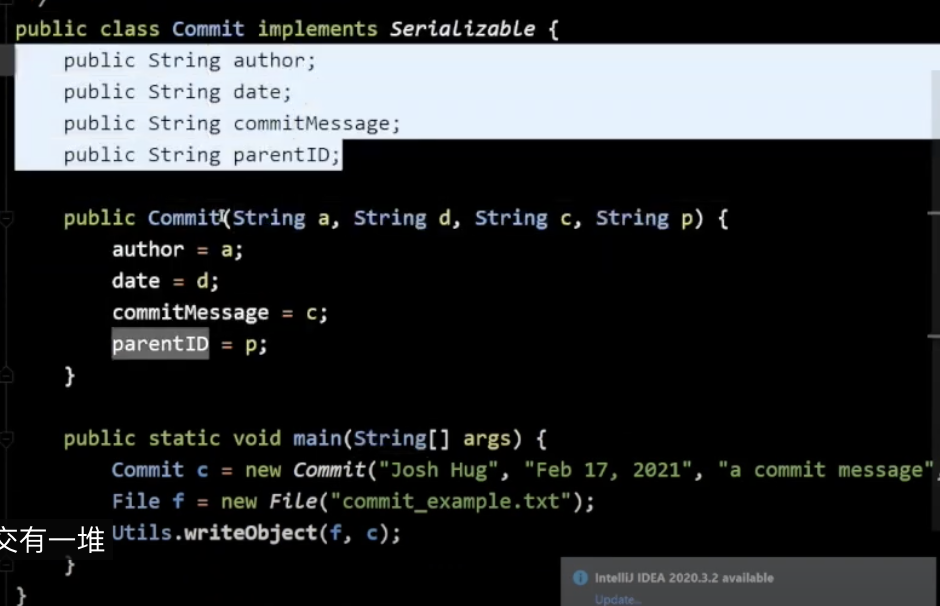 public class Commit implements Serializable {
public String author;
public String date;
public String commitMessage;
public String parentID;
public Commit(String a, String d, String c, String p) {
author = a;
date = d;
commitMessage = c;
parentID = p;
}
public static void main(String[] args) {
Commit c = new Commit("Josh Hug", "Feb 17, 2021", "a commit message",
File f = new File("commit_example.txt");
交有一堆
Utils.writeObject(f, c);
}
IntelliJ IDEA 2020.3.2 available
Update...
}